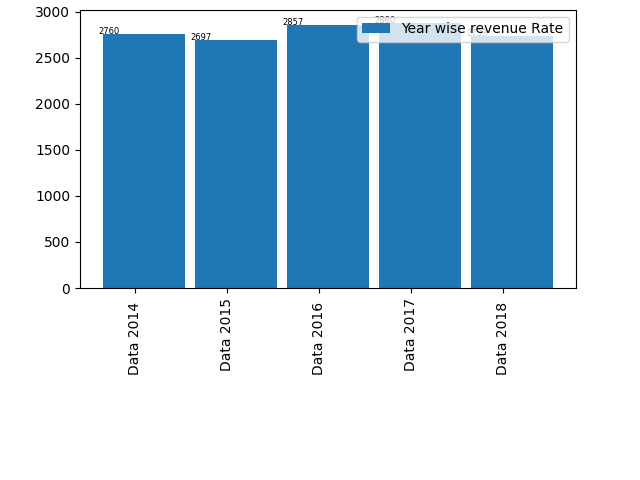 3000
2500
2000
1500
1000
500
0
2760
2697
2857
Year wise revenue Rate
Data 2014
Data 2015
Data 2016
Data 2017
Data 2018